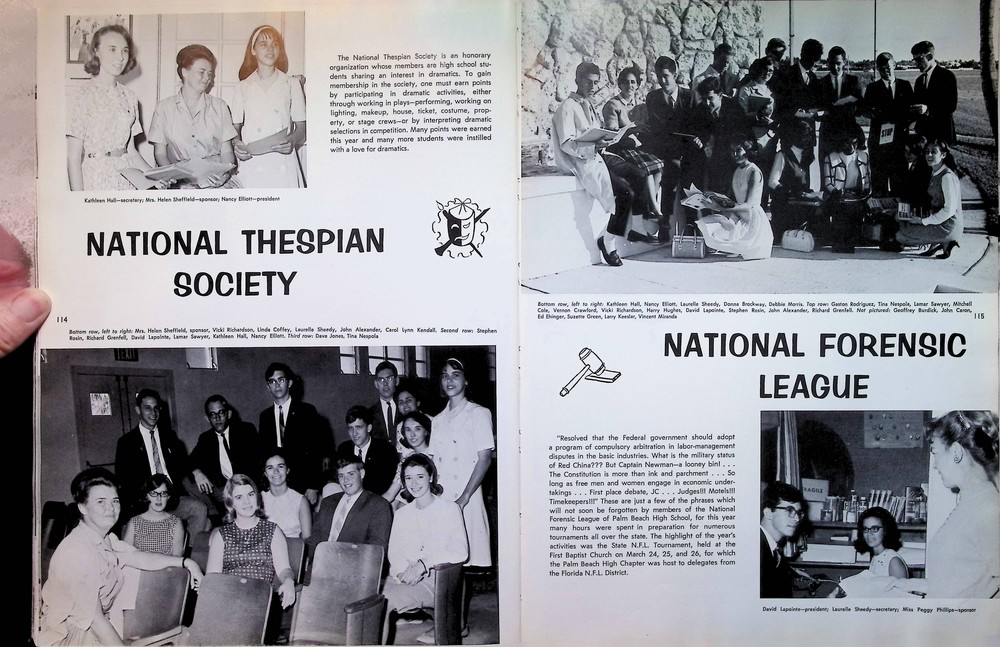 The National Thespian Society is an honorary
organization whose members are high school stu-
dents sharing an interest in dramatics. To gain
membership in the society, one must earn points
by participating in dramatic activities, either
through working in plays—performing, working on
lighting, makeup, house, ticket, costume, prop-
erty, or stage crews—or by interpreting dramatic
selections in competition. Many points were earned
this year and many more students were instilled
with a love for dramatics.
Kathleen Hall—secretary; Mrs. Helen Sheffield—sponsor; Nancy Elliott—president
NATIONAL THESPIAN
SOCIETY
114
Bottom row, left to right: Mrs. Helen Sheffield, sponsor, Vicki Richardson, Linda Coffey, Laurelle Sheedy, John Alexander, Carol Lynn Kendall. Second row: Stephen
Rosin, Richard Grenfell, David Lapointe, Lamar Sawyer, Kathleen Hall, Nancy Elliott. Third row: Dave Jones, Tina Nespola
STOP
Bottom row, left to right: Kathleen Hall, Nancy Elliott, Laurelle Sheedy, Donna Brockway, Debbie Morris. Top row: Gaston Rodriguez, Tina Nespola, Lamar Sawyer, Mitchell
Cole, Vernon Crawford, Vicki Richardson, Harry Hughes, David Lapointe, Stephen Rosin, John Alexander, Richard Grenfell. Not pictured: Geoffrey Burdick, John Caron,
Ed Ehinger, Suzette Green, Larry Keesler, Vincent Miranda
115
NATIONAL FORENSIC
LEAGUE
"Resolved that the Federal government should adopt
a program of compulsory arbitration in labor-management
disputes in the basic industries. What is the military status
of Red China??? But Captain Newman—a looney bin! . . .
The Constitution is more than ink and parchment . . . So
long as free men and women engage in economic under-
takings . . . First place debate, JC . . . Judges!!! Motels!!!
Timekeepers!!!" These are just a few of the phrases which
will not soon be forgotten by members of the National
Forensic League of Palm Beach High School, for this year
many hours were spent in preparation for numerous
tournaments all over the state. The highlight of the year's
activities was the State N.F.L. Tournament, held at the
First Baptist Church on March 24, 25, and 26, for which
the Palm Beach High Chapter was host to delegates from
the Florida N.F.L. District.
FRAGILE
David Lapointe—president; Laurelle Sheedy—secretary; Miss Peggy Phillips—sponsor